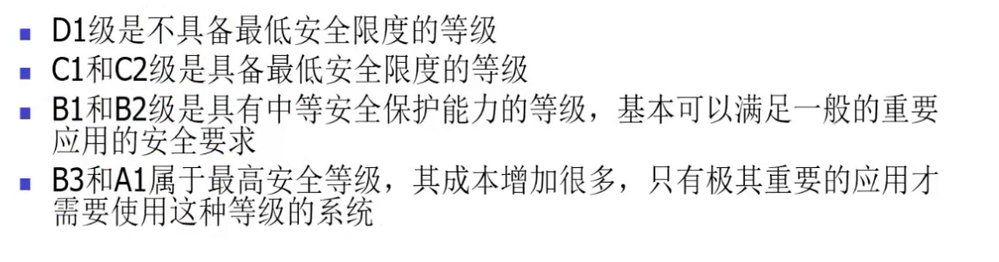 D1级是不具备最低安全限度的等级
C1和C2级是具备最低安全限度的等级
B1和B2级是具有中等安全保护能力的等级，基本可以满足一般的重要
应用的安全要求
B3和A1属于最高安全等级，其成本增加很多，只有极其重要的应用才
需要使用这种等级的系统